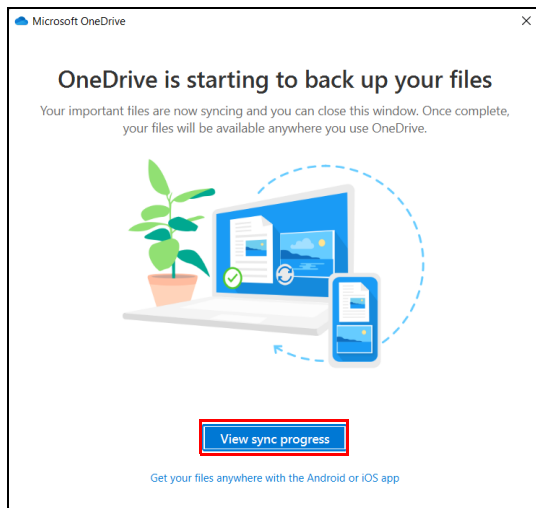 Microsoft OneDrive
OneDrive is starting to back up your files
Your important files are now syncing and you can close this window. Once complete,
your files will be available anywhere you use OneDrive.
View sync progress
Get your files anywhere with the Android or iOS app